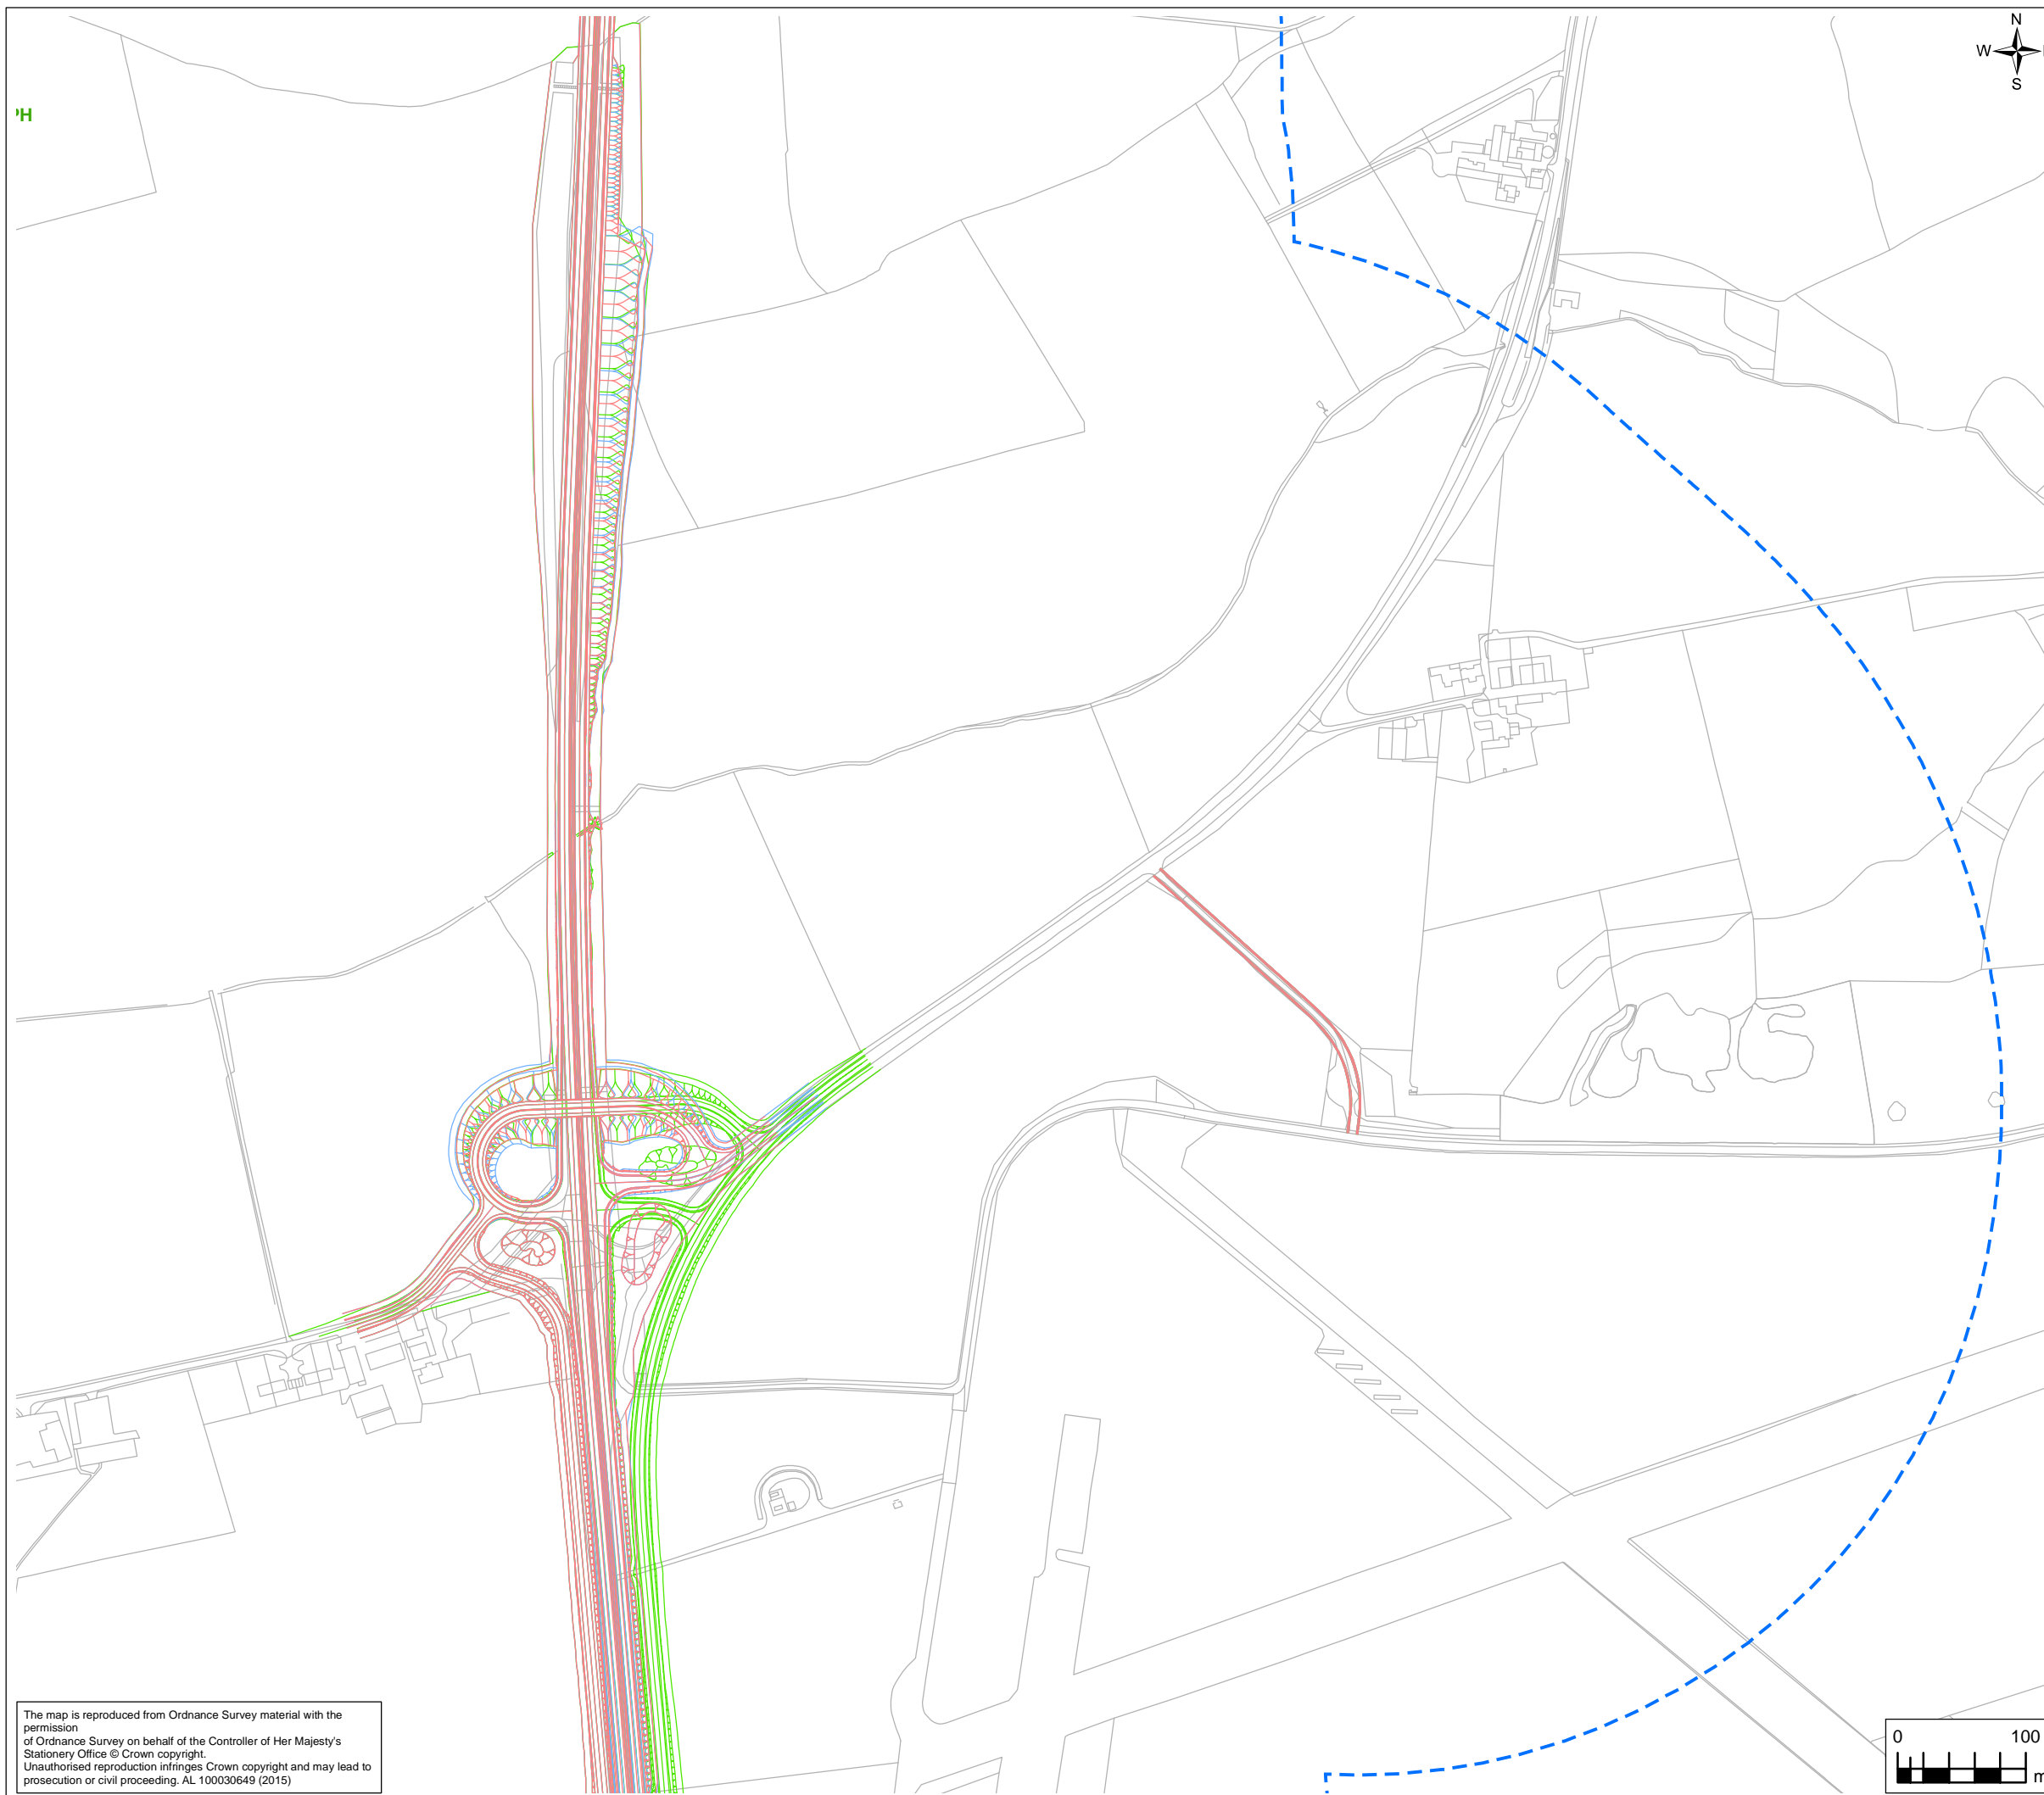 N
W
S
PH
The map is reproduced from Ordnance Survey material with the
permission
of Ordnance Survey on behalf of the Controller of Her Majesty's
Stationery Office © Crown copyright.
Unauthorised reproduction infringes Crown copyright and may lead to
prosecution or civil proceeding. AL 100030649 (2015)
0 100
m